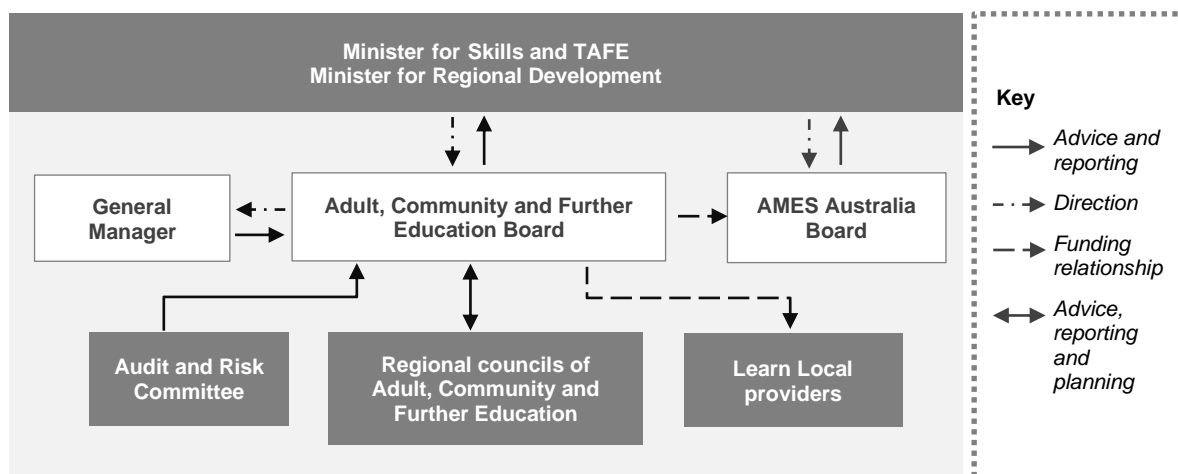 Minister for Skills and TAFE
Minister for Regional Development
General
Manager
Adult, Community and Further
Education Board
AMES Australia
Board
Audit and Risk
Committee
Regional councils of
Adult, Community and
Further Education
Learn Local
providers
Key
Advice and
reporting
Direction
Funding
relationship
Advice,
reporting
and
planning